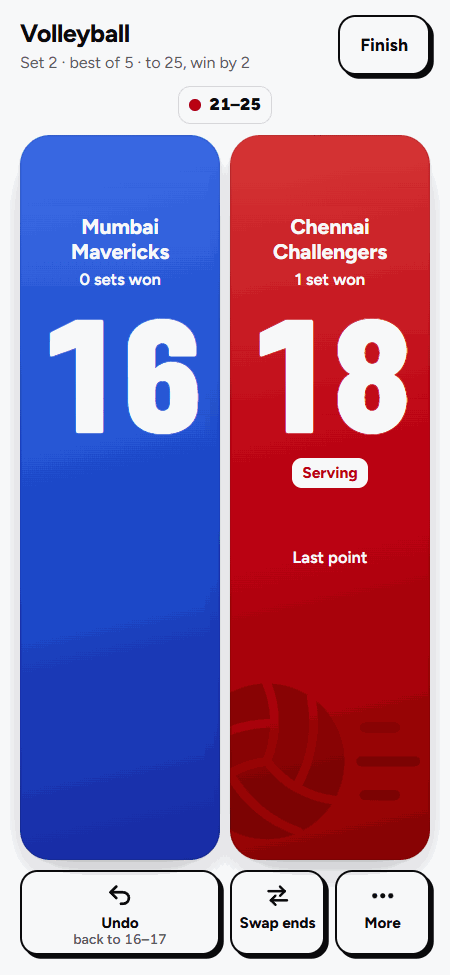 Volleyball
Set 2 · best of 5 · to 25, win by 2
Finish
21–25
Mumbai
Mavericks
0 sets won
16
Chennai
Challengers
1 set won
18
Serving
Last point
Undo
back to 16–17
Swap ends
More